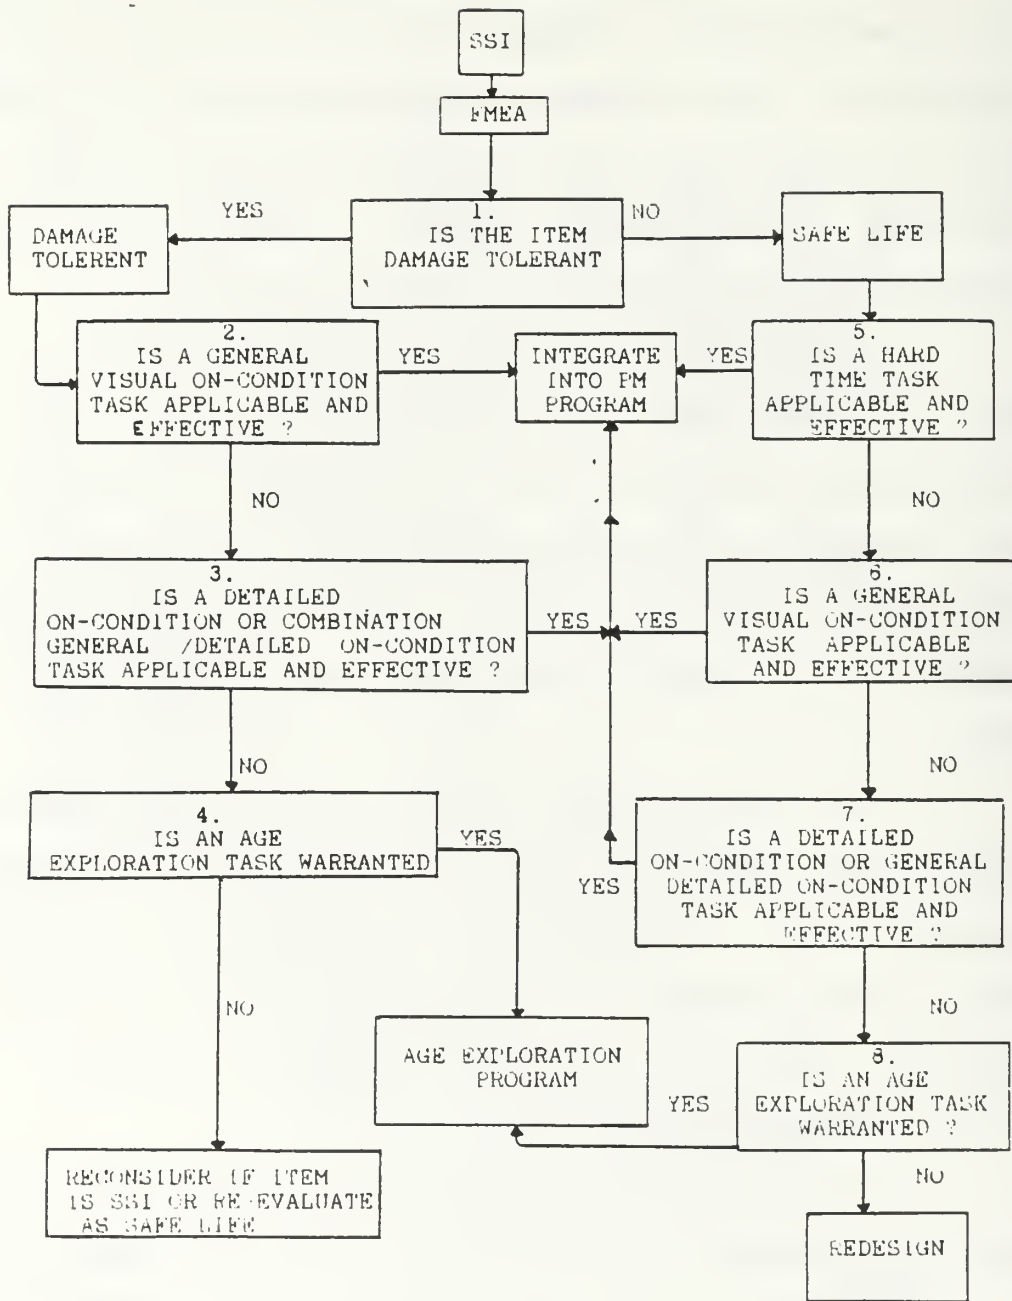 SSI
FMEA
YES
1.
IS THE ITEM
DAMAGE TOLERANT
NO
DAMAGE
TOLERENT
SAFE LIFE
2.
IS A GENERAL
VISUAL ON-CONDITION
TASK APPLICABLE AND
EFFECTIVE ?
YES
INTEGRATE
INTO PM
PROGRAM
YES
5.
IS A HARD
TIME TASK
APPLICABLE AND
EFFECTIVE ?
NO
NO
3.
IS A DETAILED
ON-CONDITION OR COMBINATION
GENERAL /DETAILED ON-CONDITION
TASK APPLICABLE AND EFFECTIVE ?
YES
YES
6.
IS A GENERAL
VISUAL ON-CONDITION
TASK APPLICABLE
AND EFFECTIVE ?
NO
NO
4.
IS AN AGE
EXPLORATION TASK WARRANTED
YES
YES
7.
IS A DETAILED
ON-CONDITION OR GENERAL
DETAILED ON-CONDITION
TASK APPLICABLE AND
EFFECTIVE ?
NO
NO
AGE EXPLORATION
PROGRAM
YES
8.
IS AN AGE
EXPLORATION TASK
WARRANTED ?
RECONSIDER IF ITEM
IS SSI OR RE-EVALUATE
AS SAFE LIFE
NO
REDESIGN